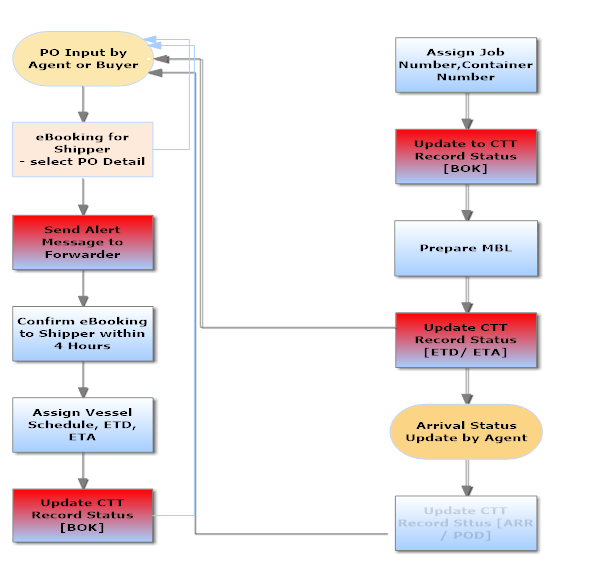 PO Input by
Agent or Buyer
eBooking for
Shipper
- select PO Detail
Send Alert
Message to
Forwarder
Confirm eBooking
to Shipper within
4 Hours
Assign Vessel
Schedule, ETD,
ETA
Update CTT
Record Status
[BOK]
Assign Job
Number,Container
Number
Update to CTT
Record Status
[BOK]
Prepare MBL
Update CTT
Record Status
[ETD/ ETA]
Arrival Status
Update by Agent
Update CTT
Record Sttus [ARR
/ POD]